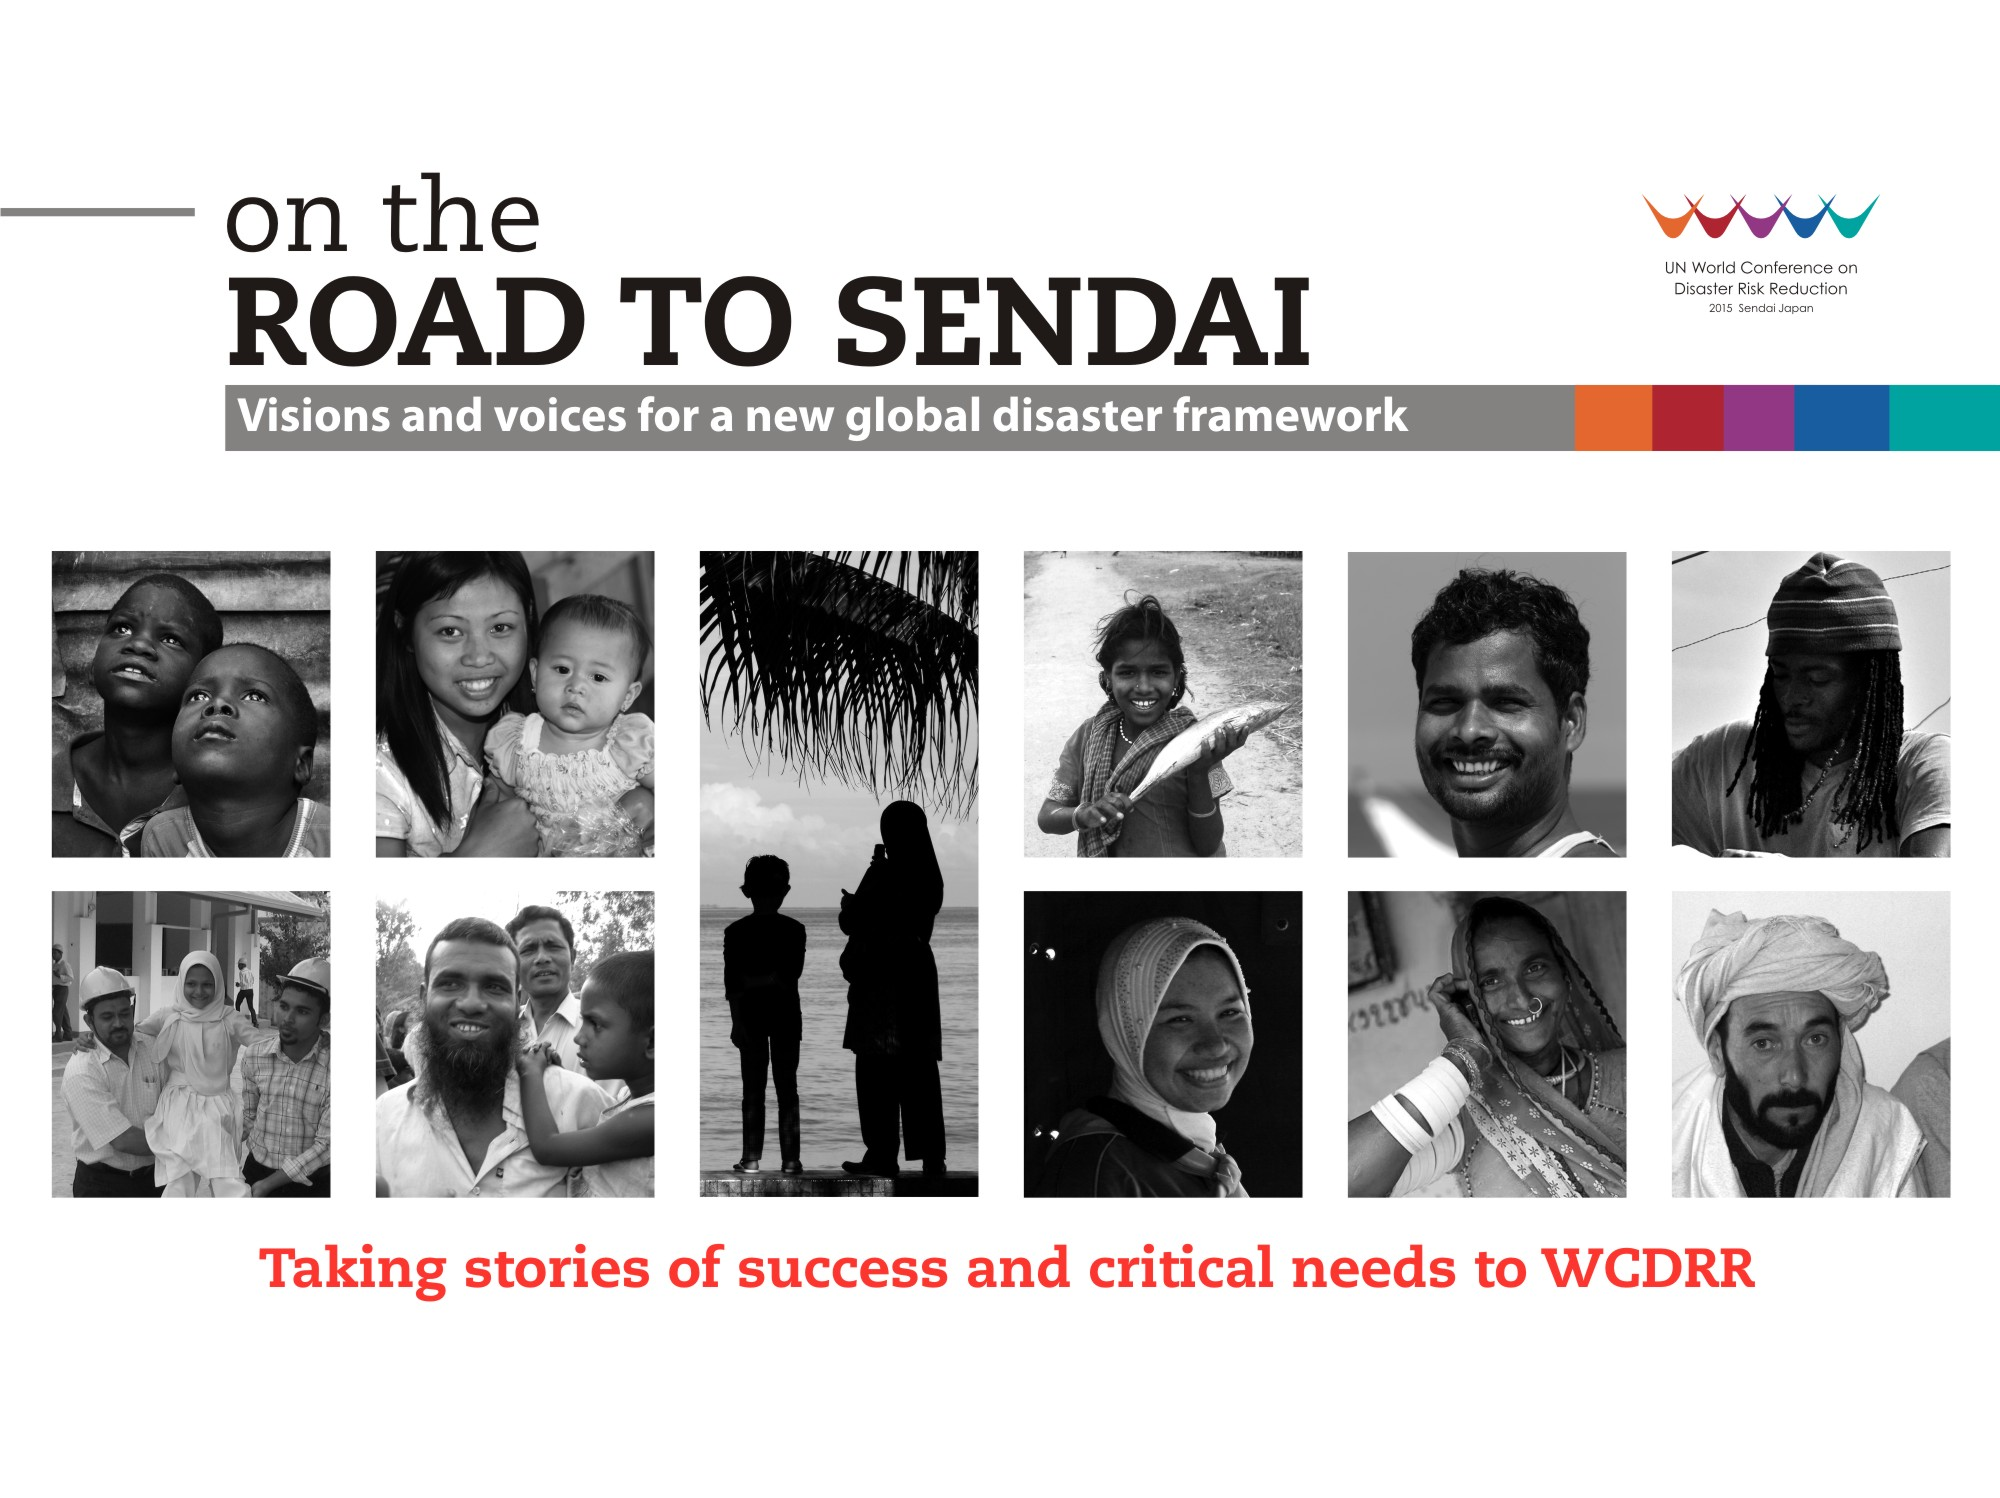 on the
ROAD TO SENDAI
UN World Conference on
Disaster Risk Reduction
2015 Sendai Japan
Visions and voices for a new global disaster framework
Taking stories of success and critical needs to WCDRR